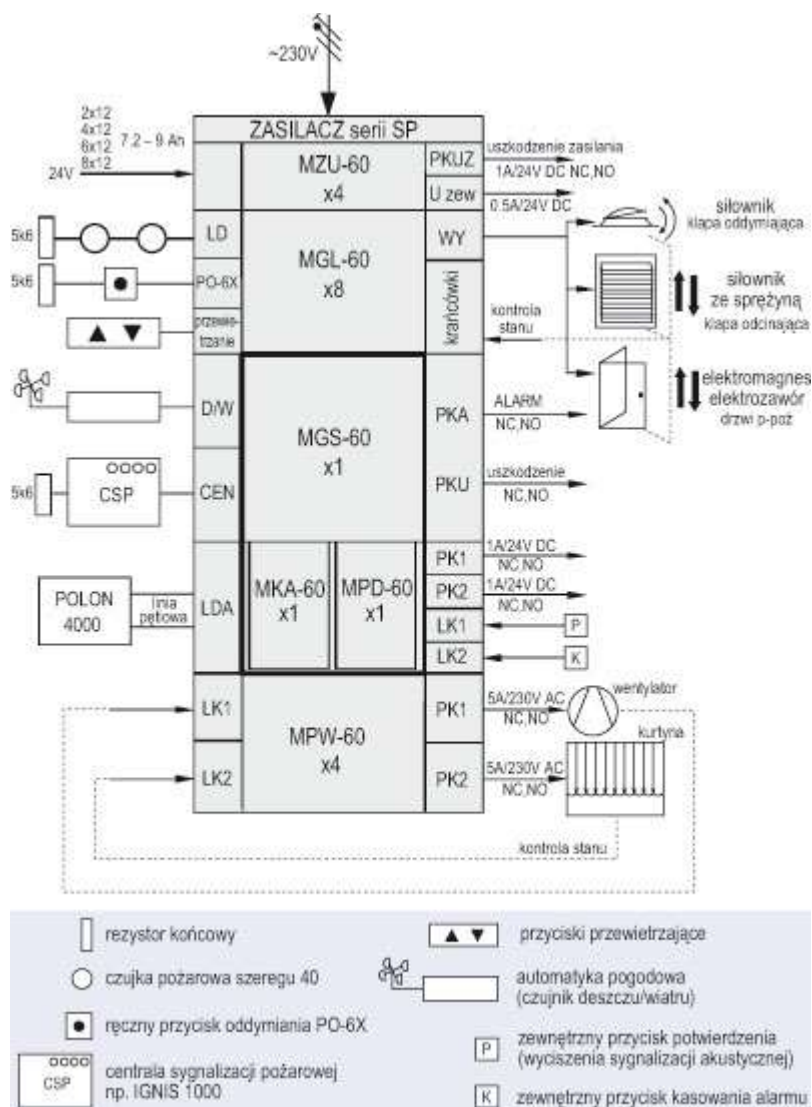 ~230V
2x12
4x12
6x12
8x12
7.2 – 9 Ah
24V
ZASILACZ serii SP
MZU-60
x4
PKUZ
uszkodzenie zasilania
1A/24V DC NC,NO
U zew
0.5A/24V DC
5k6
LD
MGL-60
x8
WY
siłownik
klapa oddymiająca
5k6
PO-6X
krańcówki
siłownik
ze sprężyną
klapa odcinająca
przewie-
trzanie
kontrola
stanu
D/W
MGS-60
x1
PKA
ALARM
NC,NO
elektromagnes
elektrozawór
drzwi p-poż
5k6
CSP
CEN
PKU
uszkodzenie
NC,NO
POLON
4000
linia
pętlowa
LDA
MKA-60
x1
MPD-60
x1
PK1
1A/24V DC
NC,NO
PK2
1A/24V DC
NC,NO
LK1
P
LK2
K
LK1
MPW-60
x4
PK1
5A/230V AC
NC,NO
wentylator
kurtyna
LK2
PK2
5A/230V AC
NC,NO
kontrola stanu
rezystor końcowy
przyciski przewietrzające
czujka pożarowa szeregu 40
automatyka pogodowa
(czujnik deszczu/wiatru)
ręczny przycisk oddymiania PO-6X
P
zewnętrzny przycisk potwierdzenia
(wyciszenia sygnalizacji akustycznej)
CSP
centrala sygnalizacji pożarowej
np. IGNIS 1000
K
zewnętrzny przycisk kasowania alarmu